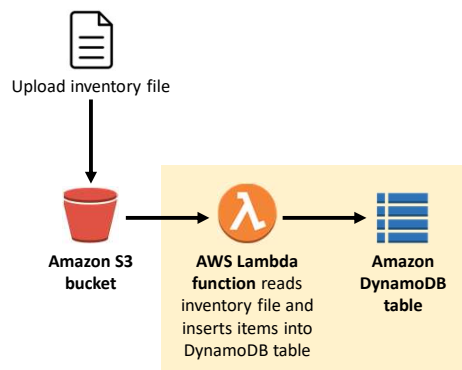 Upload inventory file
Amazon S3
bucket
AWS Lambda
function reads
inventory file and
inserts items into
DynamoDB table
Amazon
DynamoDB
table